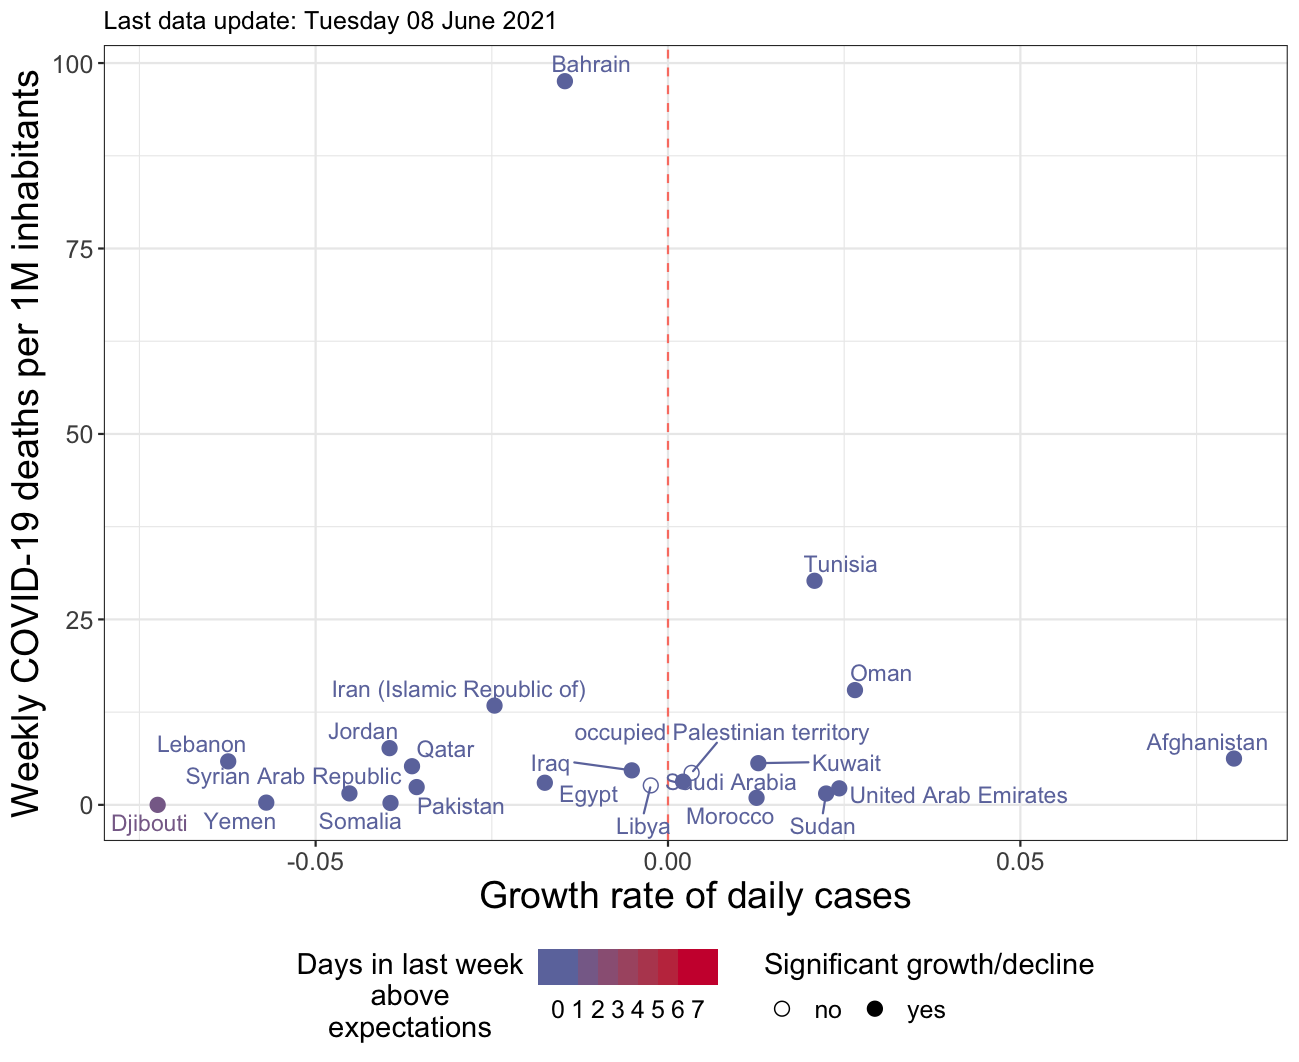 Last data update: Tuesday 08 June 2021
Weekly COVID-19 deaths per 1M inhabitants
100
75
50
25
0
Bahrain
Tunisia
Oman
Iran (Islamic Republic of)
Jordan
occupied Palestinian territory
Lebanon
Qatar
Afghanistan
Iraq
Kuwait
Syrian Arab Republic
Saudi Arabia
Egypt
United Arab Emirates
Pakistan
Djibouti
Yemen
Somalia
Libya
Morocco
Sudan
-0.05
0.00
0.05
Growth rate of daily cases
Days in last week
above
expectations
0 1 2 3 4 5 6 7
Significant growth/decline
no
yes